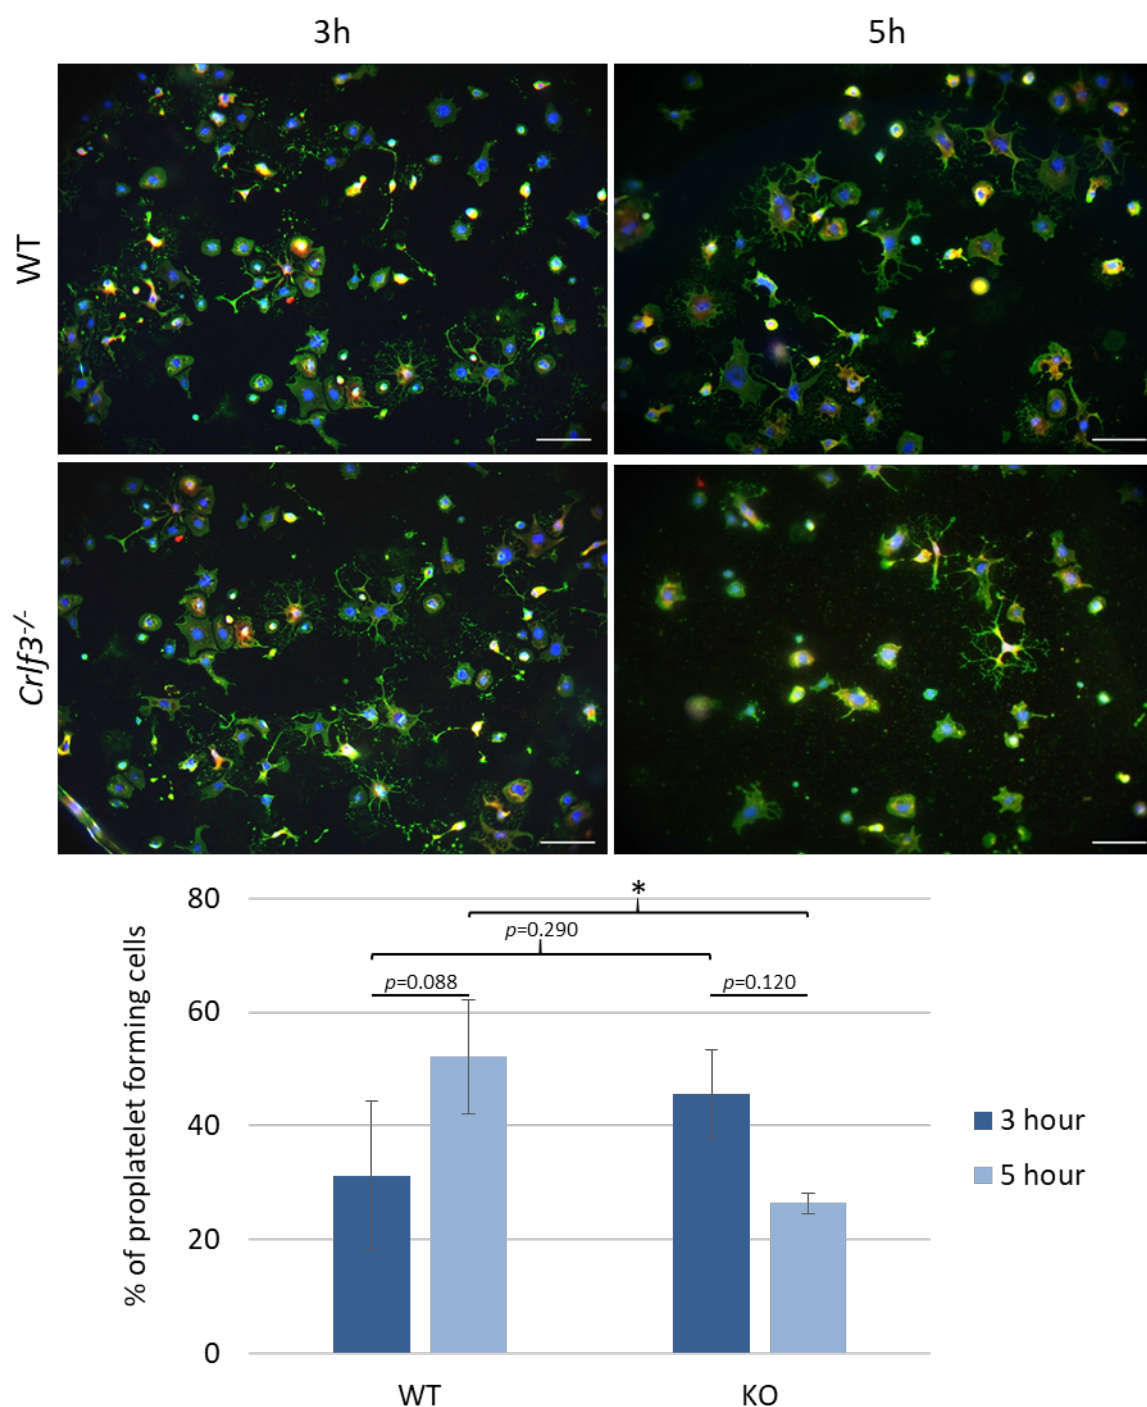 3h
5h
WT
Crlf3-/-
80
60
40
20
0
% of proplatelet forming cells
*
p=0.290
p=0.088
p=0.120
3 hour
5 hour
WT
KO